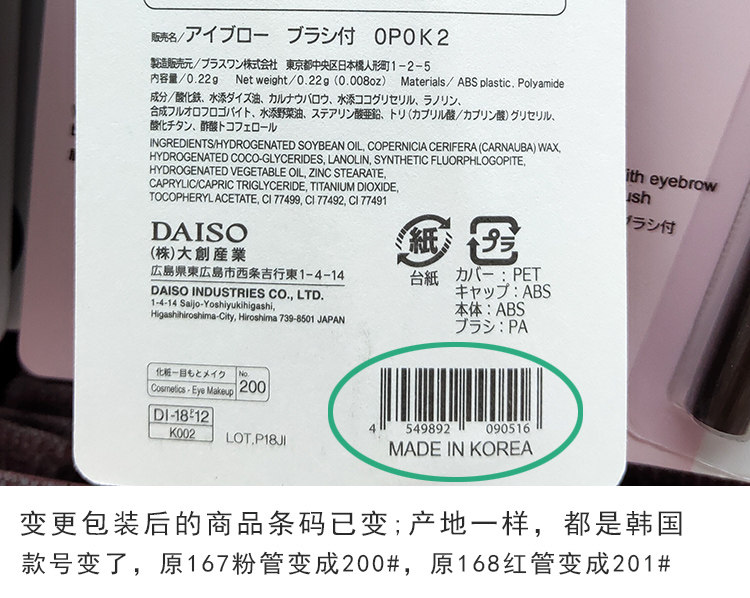 販売名/アイブロー ブラシ付 OPOK2
製造販売元/プラスワン株式会社 東京都中央区日本橋人形町1-2-5
内容量/0.22g Net weight/0.22g (0.008oz) Materials/ ABS plastic, Polyamide
成分/酸化鉄、水添ダイズ油、カルナウバロウ、水添ココグリセリル、ラノリン、
合成フルオロフロゴパイト、水添野菜油、ステアリン酸亜鉛、トリ(カプリル酸/カプリン酸)グリセリル、
酸化チタン、酢酸トコフェロール
INGREDIENTS/HYDROGENATED SOYBEAN OIL, COPERNICIA CERIFERA (CARNAUBA) WAX,
HYDROGENATED COCO-GLYCERIDES, LANOLIN, SYNTHETIC FLUORPHLOGOPITE,
HYDROGENATED VEGETABLE OIL, ZINC STEARATE,
CAPRYLIC/CAPRIC TRIGLYCERIDE, TITANIUM DIOXIDE,
TOCOPHERYL ACETATE, CI 77499, CI 77492, CI 77491
ith eyebrow
ush
ブラシ付
DAISO
(株)大創産業
広島県東広島市西条吉行東1-4-14
DAISO INDUSTRIES CO., LTD.
1-4-14 Saijo-Yoshiyukihigashi,
Higashihiroshima-City, Hiroshima 739-8501 JAPAN
紙
台紙
プラ
カバー:PET
キャップ:ABS
本体:ABS
ブラシ:PA
化粧ー目もとメイク No.
Cosmetics - Eye Makeup 200
DI-18ﾃ12
K002
LOT.P18JI
4 549892 090516
MADE IN KOREA
变更包装后的商品条码已变;产地一样，都是韩国
款号变了，原167粉管变成200#，原168红管变成201#